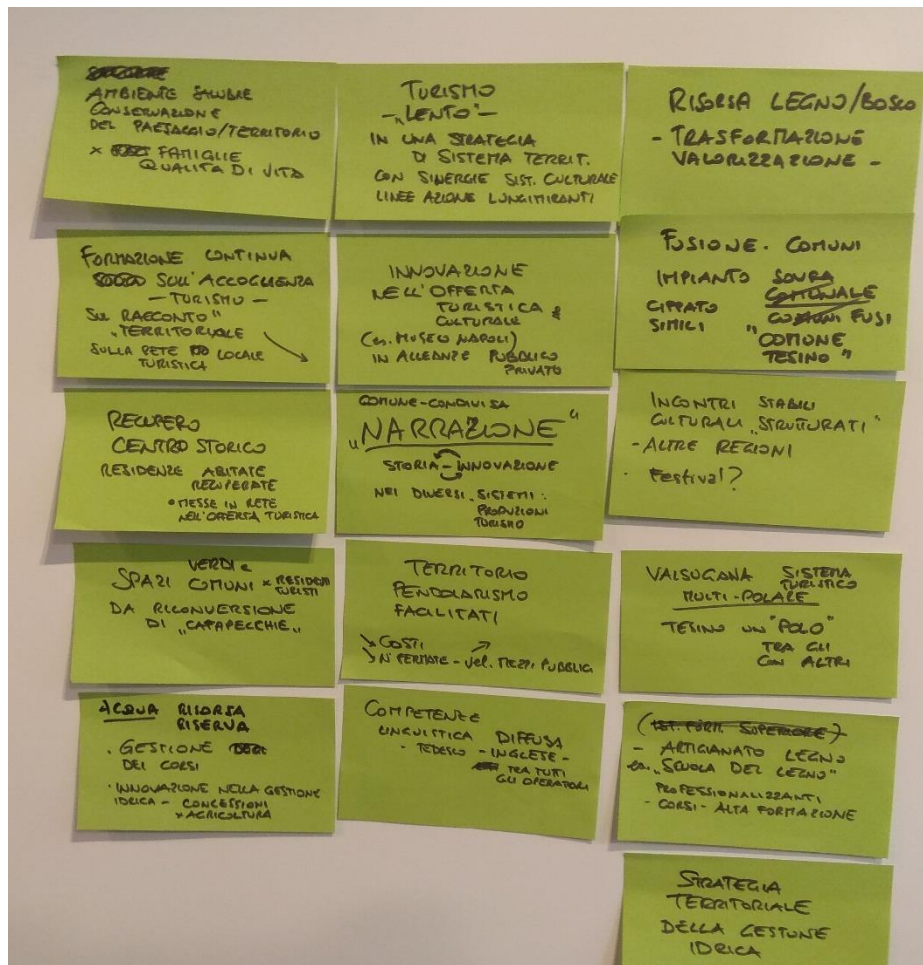 AMBIENTE SALUBRE
CONSERVAZIONE
DEL PAESAGGIO/TERRITORIO
x FAMIGLIE
QUALITA DI VITA
TURISMO
- "LENTO" -
IN UNA STRATEGIA
DI SISTEMA TERRIT.
CON SINERGIE SIST. CULTURALE
LINEE AZIONE LUNGIMIRANTI
RISORSA LEGNO/BOSCO
- TRASFORMAZIONE
VALORIZZAZIONE -
FORMAZIONE CONTINUA
SULL'ACCOGLIENZA
- TURISMO -
SUL RACCONTO"
"TERRITORIALE
SULLA RETE LOCALE
TURISTICA
INNOVAZIONE
NELL'OFFERTA
TURISTICA &
CULTURALE
(es. MUSEO NAPOLI)
IN ALLEANZE PUBBLICO
PRIVATO
FUSIONE. COMUNI
IMPIANTO SOVRA
COMUNALE
CIPPATO COMUNI FUSI
SIMILI "COMUNE
TESINO"
RECUPERO
CENTRO STORICO
RESIDENZE ABITATE
RECUPERATE
• MESSE IN RETE
NELL'OFFERTA TURISTICA
COMUNE-CONDIVISA
"NARRAZIONE"
STORIA - INNOVAZIONE
NEI DIVERSI SISTEMI:
PRODUZIONI
TURISMO
INCONTRI STABILI
CULTURALI "STRUTTURATI"
- ALTRE REGIONI
· Festival?
VERDI e
SPAZI COMUNI x RESIDENTI
TURISTI
DA RICONVERSIONE
DI "CATAPECCHIE"
TERRITORIO
PENDOLARISMO
FACILITATI
↘ COSTI ↗
↘ N° FERMATE - VEL. MEZZI PUBBLICI
VALSUGANA SISTEMA
TURISTICO
MULTI-POLARE
TESINO UN "POLO"
TRA GLI
CON ALTRI
ACQUA RISORSA
RISERVA
· GESTIONE
DEI CORSI
· INNOVAZIONE NELLA GESTIONE
IDRICA - CONCESSIONI
x AGRICOLTURA
COMPETENZE
LINGUISTICA DIFFUSA
- TEDESCO - INGLESE -
TRA TUTTI
GLI OPERATORI
(IST. FORM. SUPERIORE)
- ARTIGIANATO LEGNO
es. "SCUOLA DEL LEGNO"
PROFESSIONALIZZANTI
- CORSI - ALTA FORMAZIONE
STRATEGIA
TERRITORIALE
DELLA GESTIONE
IDRICA